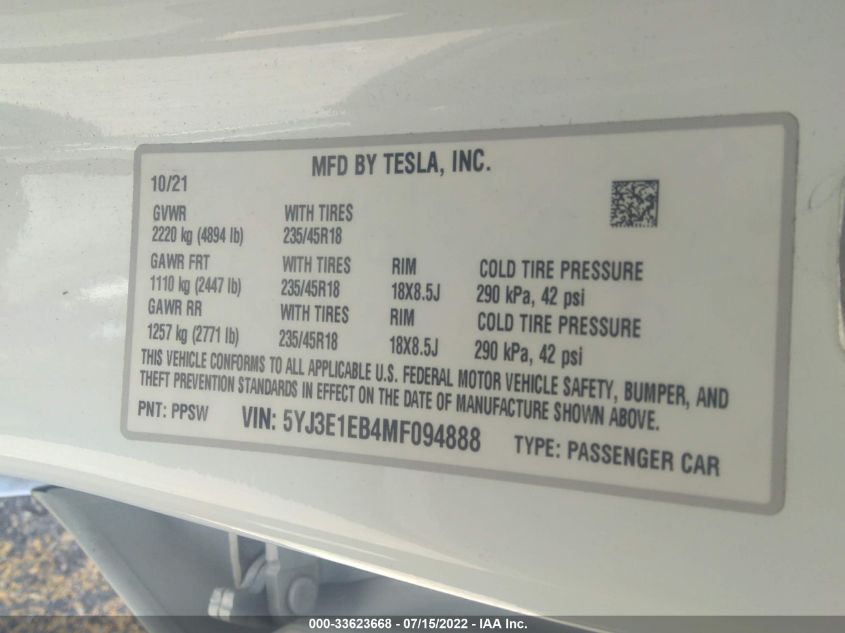 MFD BY TESLA, INC.
10/21
GVWR WITH TIRES
2220 kg (4894 lb) 235/45R18
GAWR FRT WITH TIRES RIM COLD TIRE PRESSURE
1110 kg (2447 lb) 235/45R18 18X8.5J 290 kPa, 42 psi
GAWR RR WITH TIRES RIM COLD TIRE PRESSURE
1257 kg (2771 lb) 235/45R18 18X8.5J 290 kPa, 42 psi
THIS VEHICLE CONFORMS TO ALL APPLICABLE U.S. FEDERAL MOTOR VEHICLE SAFETY, BUMPER, AND
THEFT PREVENTION STANDARDS IN EFFECT ON THE DATE OF MANUFACTURE SHOWN ABOVE.
PNT: PPSW VIN: 5YJ3E1EB4MF094888 TYPE: PASSENGER CAR
000-33623668 - 07/15/2022 - IAA Inc.